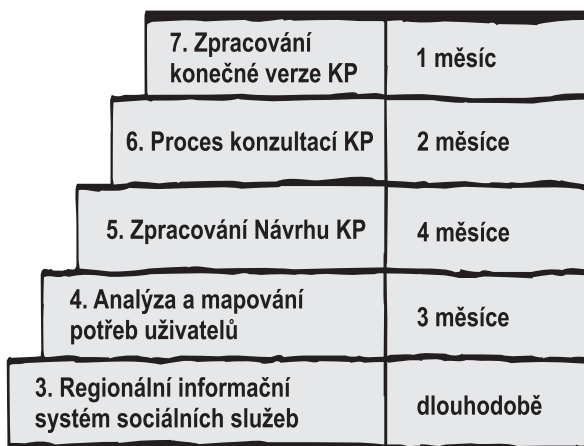 7. Zpracování
konečné verze KP
1 měsíc
6. Proces konzultací KP
2 měsíce
5. Zpracování Návrhu KP
4 měsíce
4. Analýza a mapování
potřeb uživatelů
3 měsíce
3. Regionální informační
systém sociálních služeb
dlouhodobě